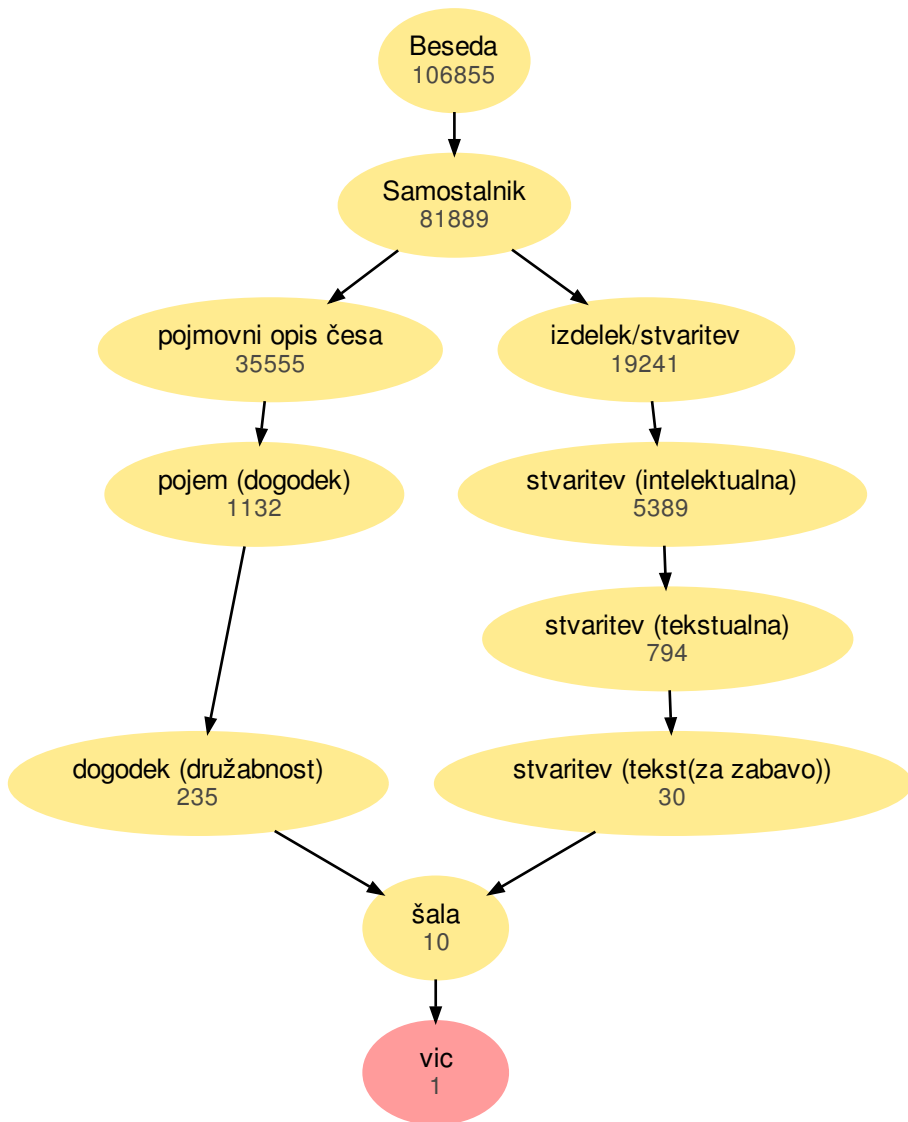 Beseda
106855
Samostalnik
81889
pojmovni opis česa
35555
izdelek/stvaritev
19241
pojem (dogodek)
1132
stvaritev (intelektualna)
5389
stvaritev (tekstualna)
794
dogodek (družabnost)
235
stvaritev (tekst(za zabavo))
30
šala
10
vic
1